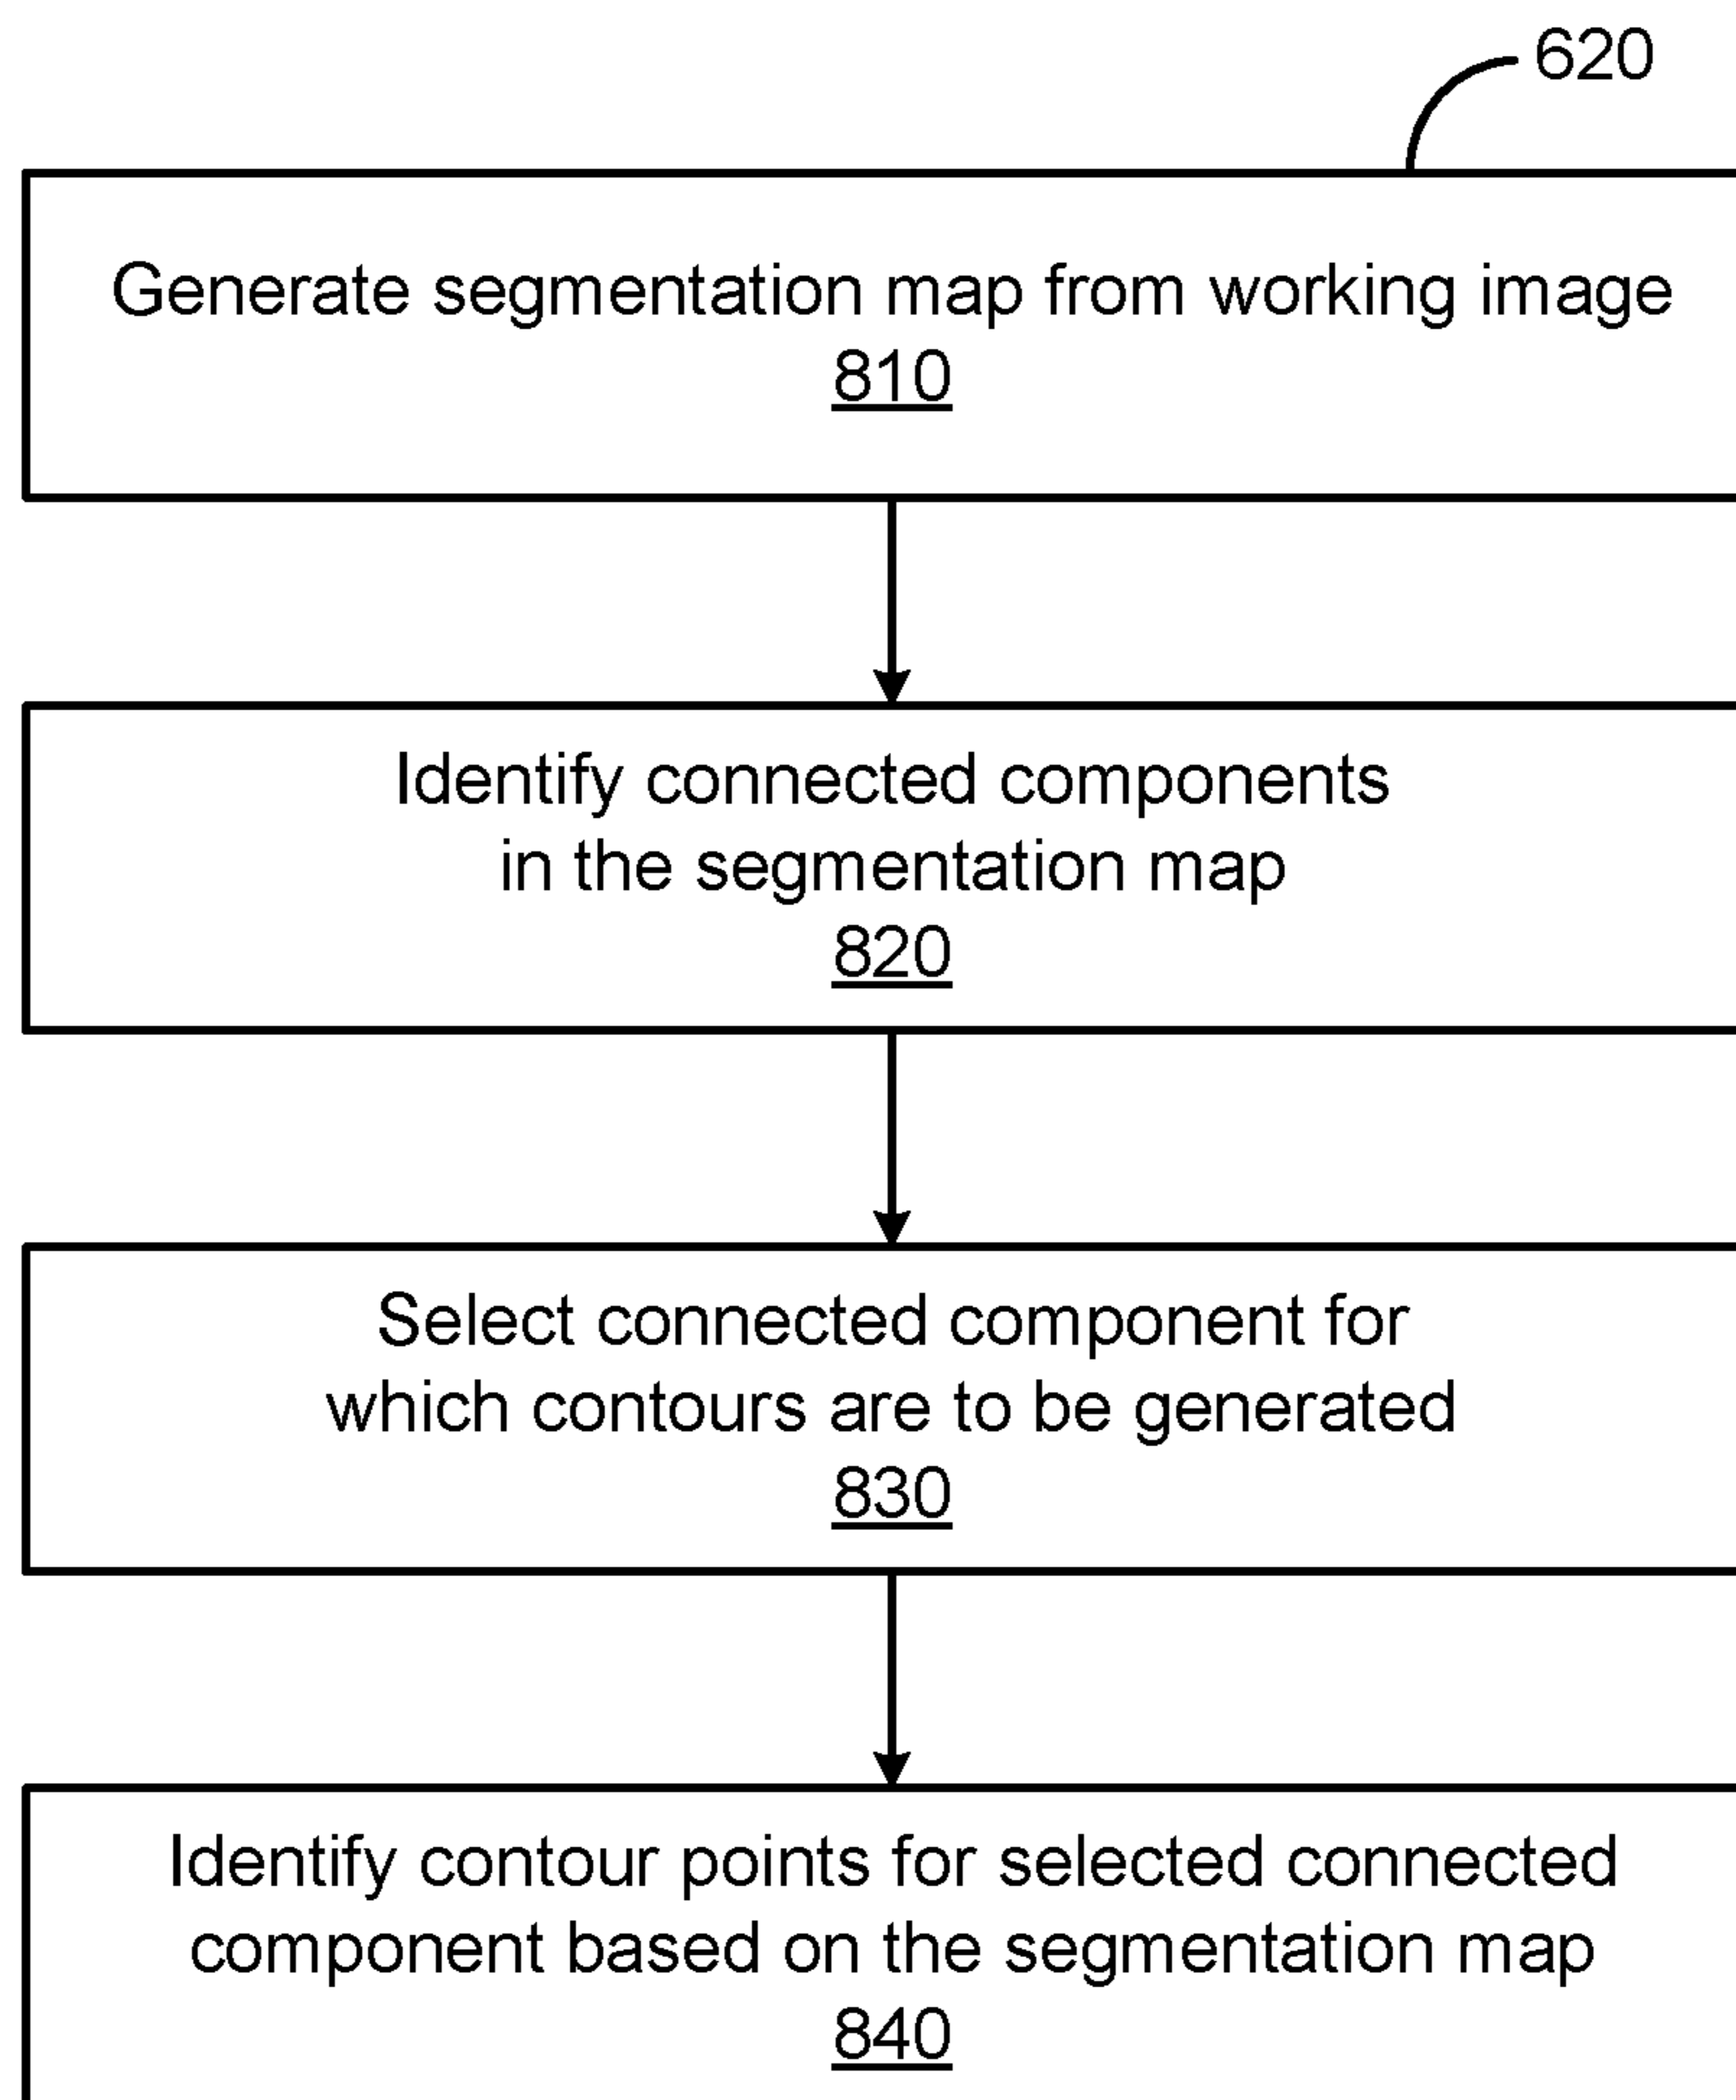 620
Generate segmentation map from working image
810
Identify connected components
in the segmentation map
820
Select connected component for
which contours are to be generated
830
Identify contour points for selected connected
component based on the segmentation map
840